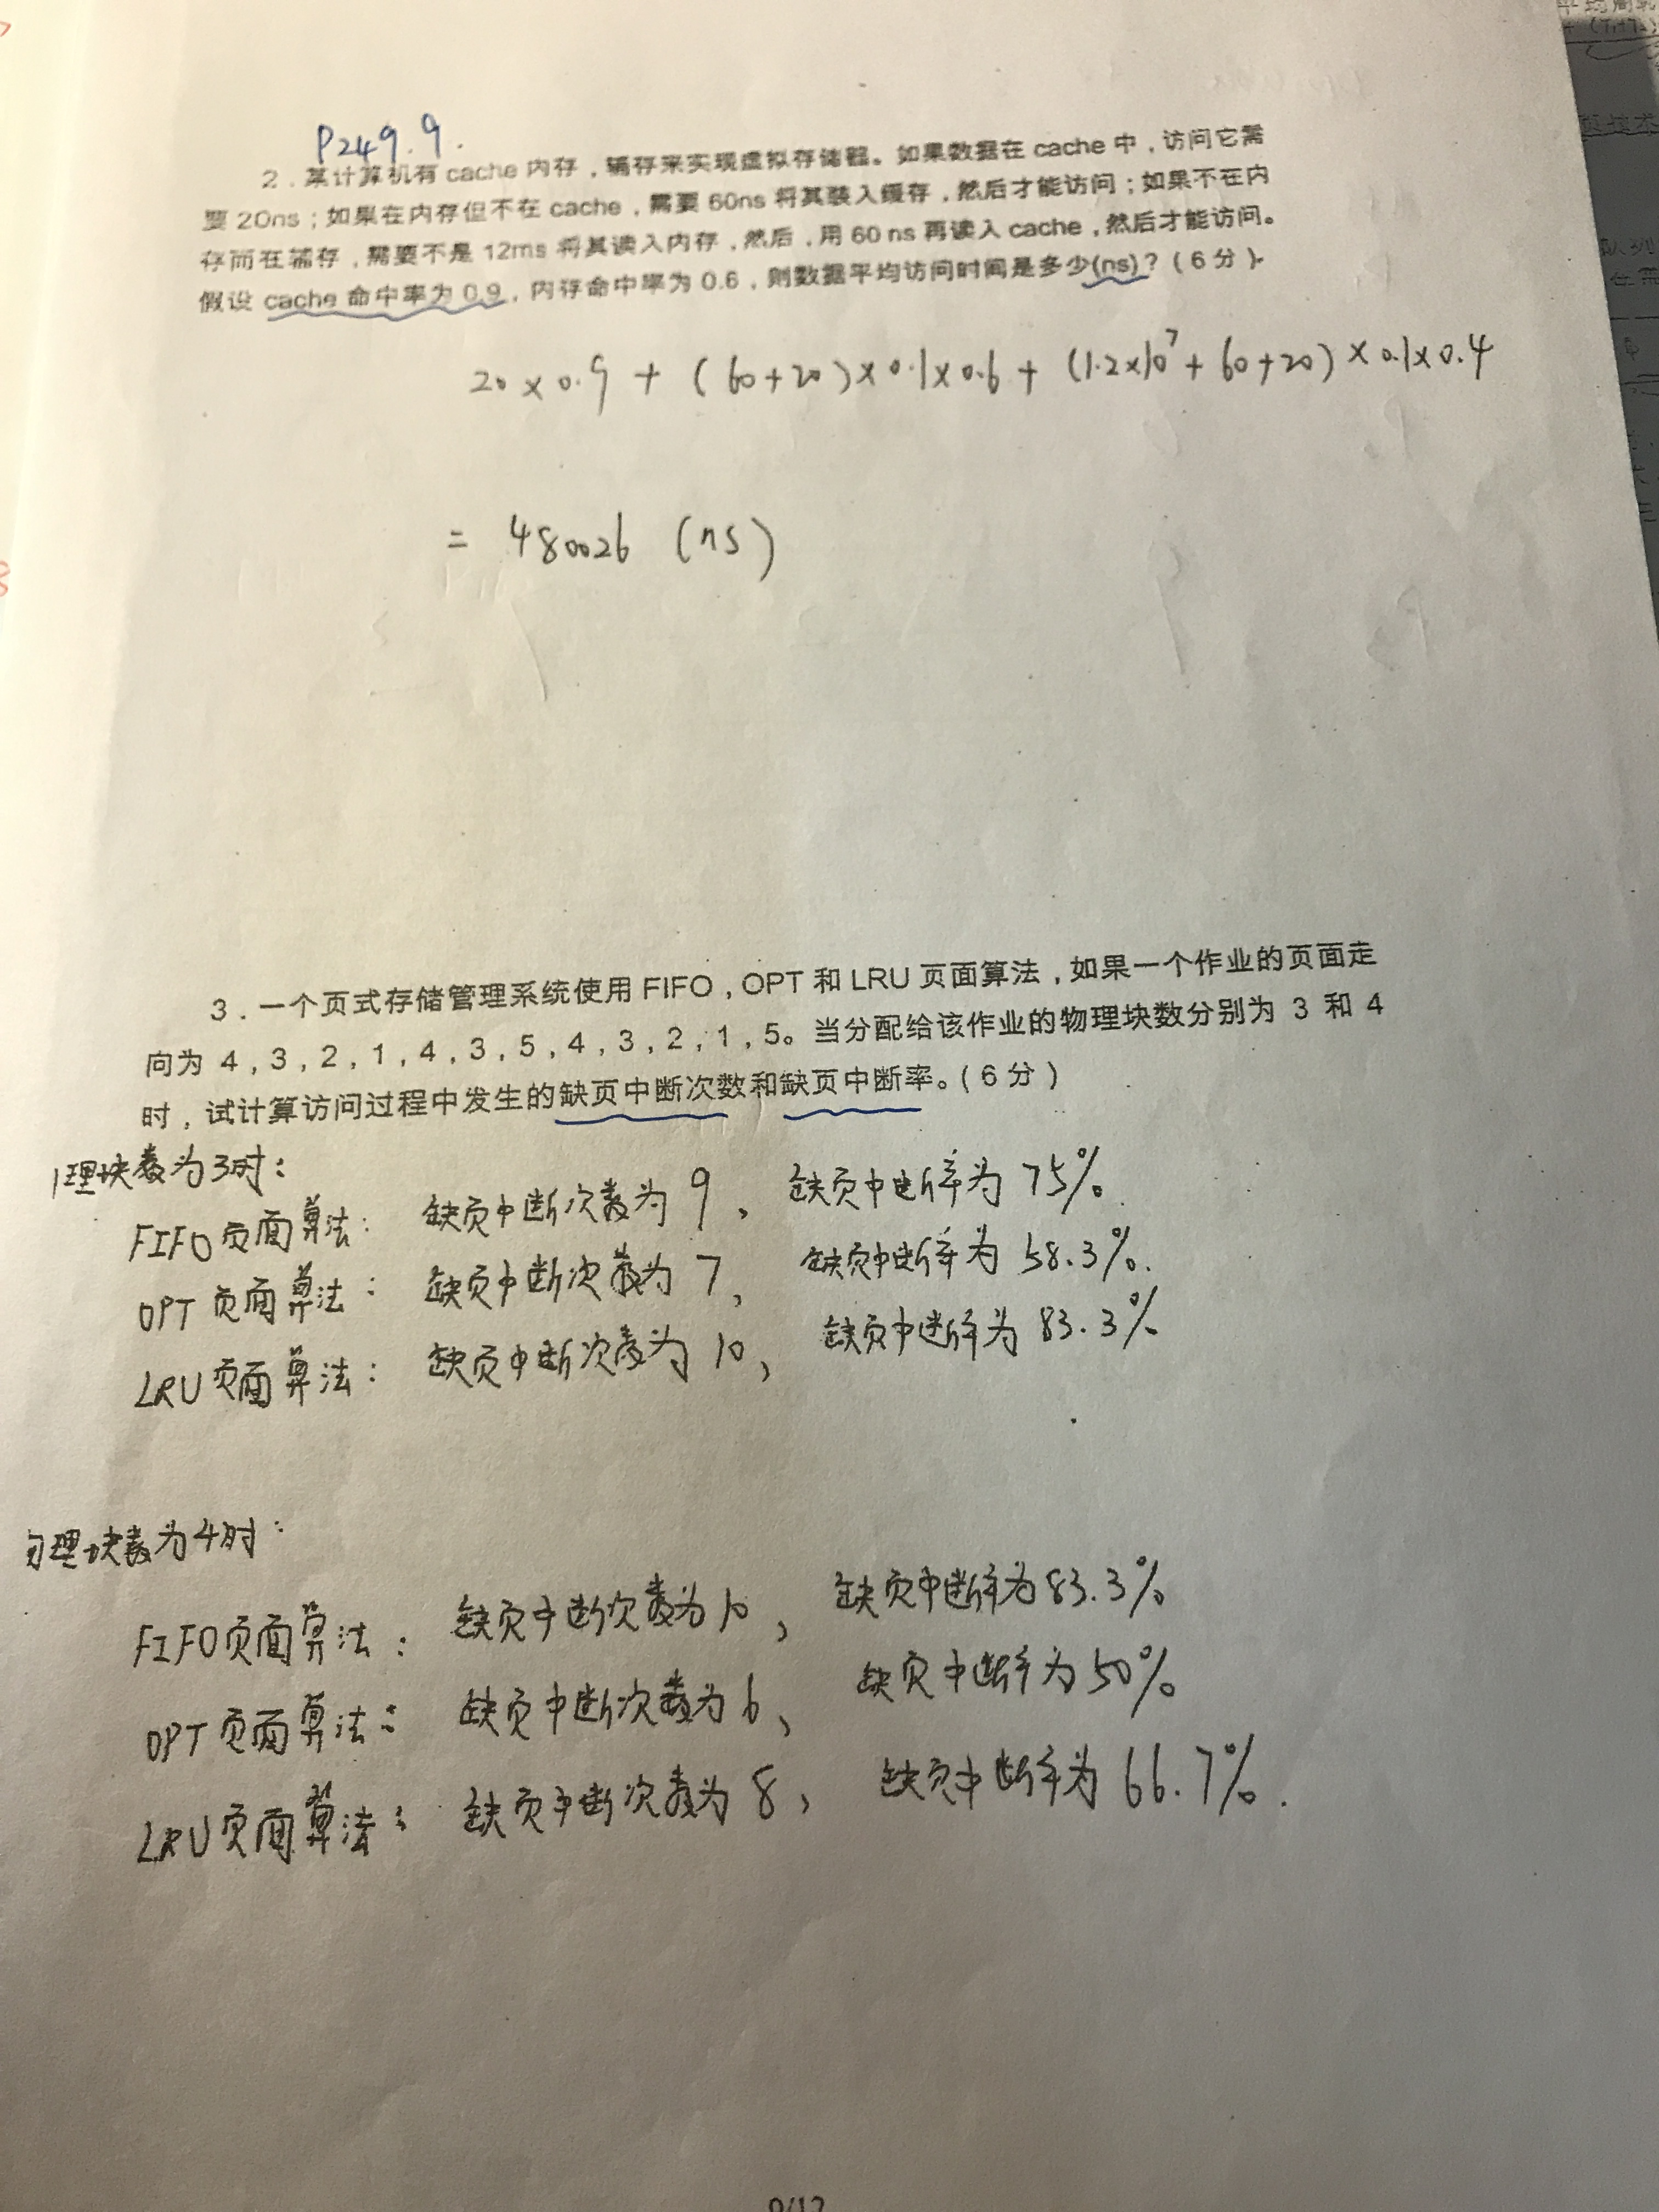 P249.9.
2．某计算机有 cache 内存，辅存来实现虚拟存储器。如果数据在 cache 中，访问它需
要 20ns；如果在内存但不在 cache，需要 60ns 将其装入缓存，然后才能访问；如果不在内
存而在辅存，需要不是 12ms 将其读入内存，然后，用 60 ns 再读入 cache，然后才能访问。
假设 cache 命中率为 0.9，内存命中率为 0.6，则数据平均访问时间是多少(ns)？（6 分）
20 × 0.9 + (60+20)×0.1×0.6 + (1.2×10⁷ + 60+20) × 0.1×0.4
= 480026 (ns)
3．一个页式存储管理系统使用 FIFO，OPT 和 LRU 页面算法，如果一个作业的页面走
向为 4，3，2，1，4，3，5，4，3，2，1，5。当分配给该作业的物理块数分别为 3 和 4
时，试计算访问过程中发生的缺页中断次数和缺页中断率。（6 分）
理块数为3时：
FIFO页面算法： 缺页中断次数为 9， 缺页中断率为 75%.
OPT 页面算法： 缺页中断次数为 7， 缺页中断率为 58.3%.
LRU页面算法： 缺页中断次数为 10， 缺页中断率为 83.3%
物理块数为4时：
FIFO页面算法： 缺页中断次数为10， 缺页中断率为83.3%
OPT 页面算法： 缺页中断次数为6、 缺页中断率为50%
LRU页面算法： 缺页中断次数为 8， 缺页中断率为 66.7%.
9/12